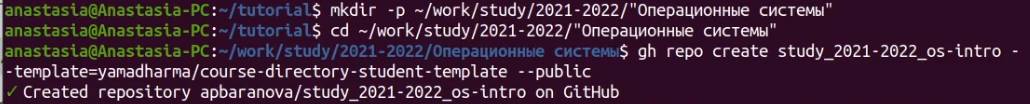 anastasia@Anastasia-PC:~/tutorial$ mkdir -p ~/work/study/2021-2022/"Операционные системы"
anastasia@Anastasia-PC:~/tutorial$ cd ~/work/study/2021-2022/"Операционные системы"
anastasia@Anastasia-PC:~/work/study/2021-2022/Операционные системы$ gh repo create study_2021-2022_os-intro -
-template=yamadharma/course-directory-student-template --public
✓ Created repository apbaranova/study_2021-2022_os-intro on GitHub